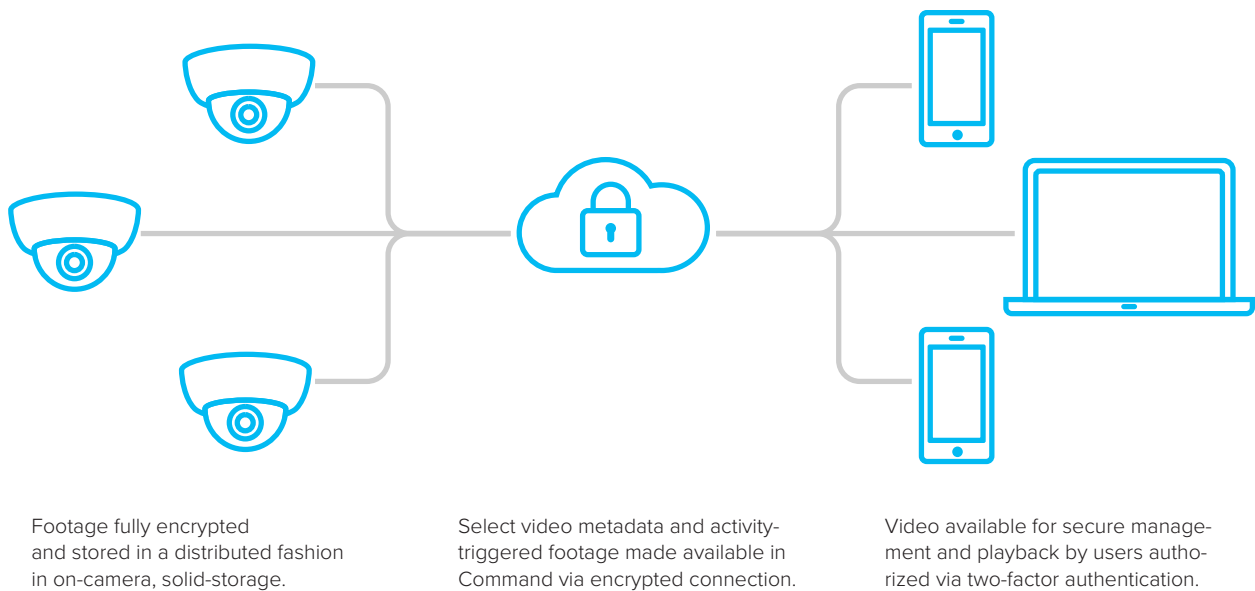 Footage fully encrypted
and stored in a distributed fashion
in on-camera, solid-storage.
Select video metadata and activity-
triggered footage made available in
Command via encrypted connection.
Video available for secure manage-
ment and playback by users autho-
rized via two-factor authentication.